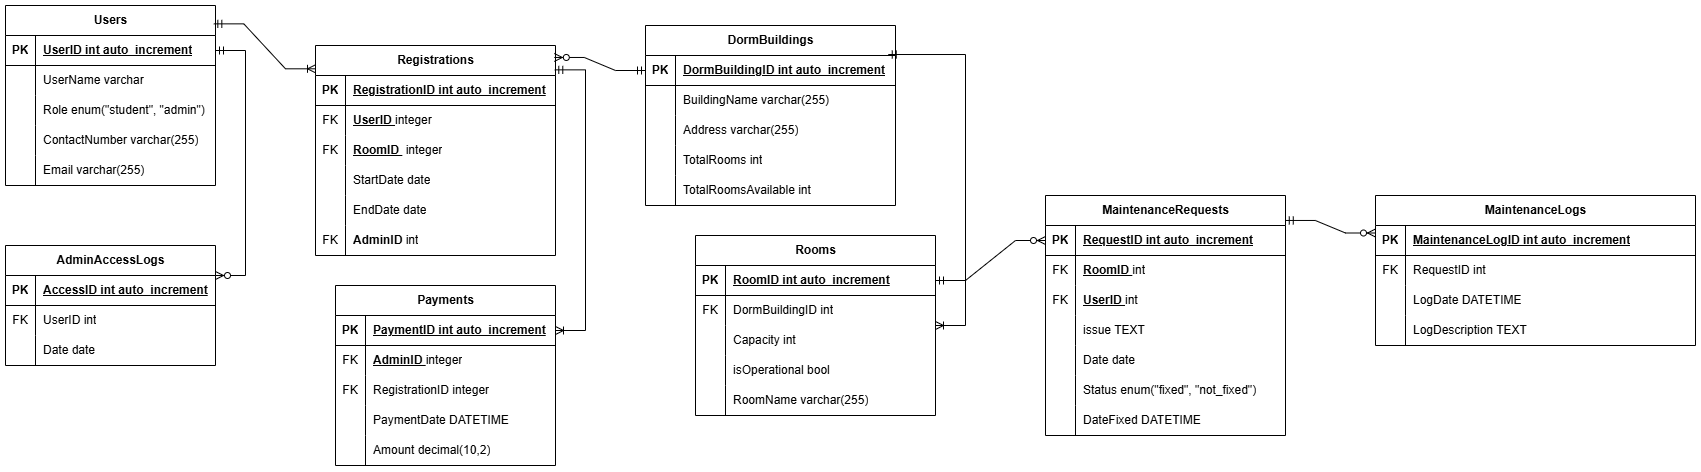 Users
PK UserID int auto_increment
UserName varchar
Role enum("student", "admin")
ContactNumber varchar(255)
Email varchar(255)
AdminAccessLogs
PK AccessID int auto_increment
FK UserID int
Date date
Registrations
PK RegistrationID int auto_increment
FK UserID integer
FK RoomID integer
StartDate date
EndDate date
FK AdminID int
Payments
PK PaymentID int auto_increment
FK AdminID integer
FK RegistrationID integer
PaymentDate DATETIME
Amount decimal(10,2)
DormBuildings
PK DormBuildingID int auto_increment
BuildingName varchar(255)
Address varchar(255)
TotalRooms int
TotalRoomsAvailable int
Rooms
PK RoomID int auto_increment
FK DormBuildingID int
Capacity int
isOperational bool
RoomName varchar(255)
MaintenanceRequests
PK RequestID int auto_increment
FK RoomID int
FK UserID int
issue TEXT
Date date
Status enum("fixed", "not_fixed")
DateFixed DATETIME
MaintenanceLogs
PK MaintenanceLogID int auto_increment
FK RequestID int
LogDate DATETIME
LogDescription TEXT